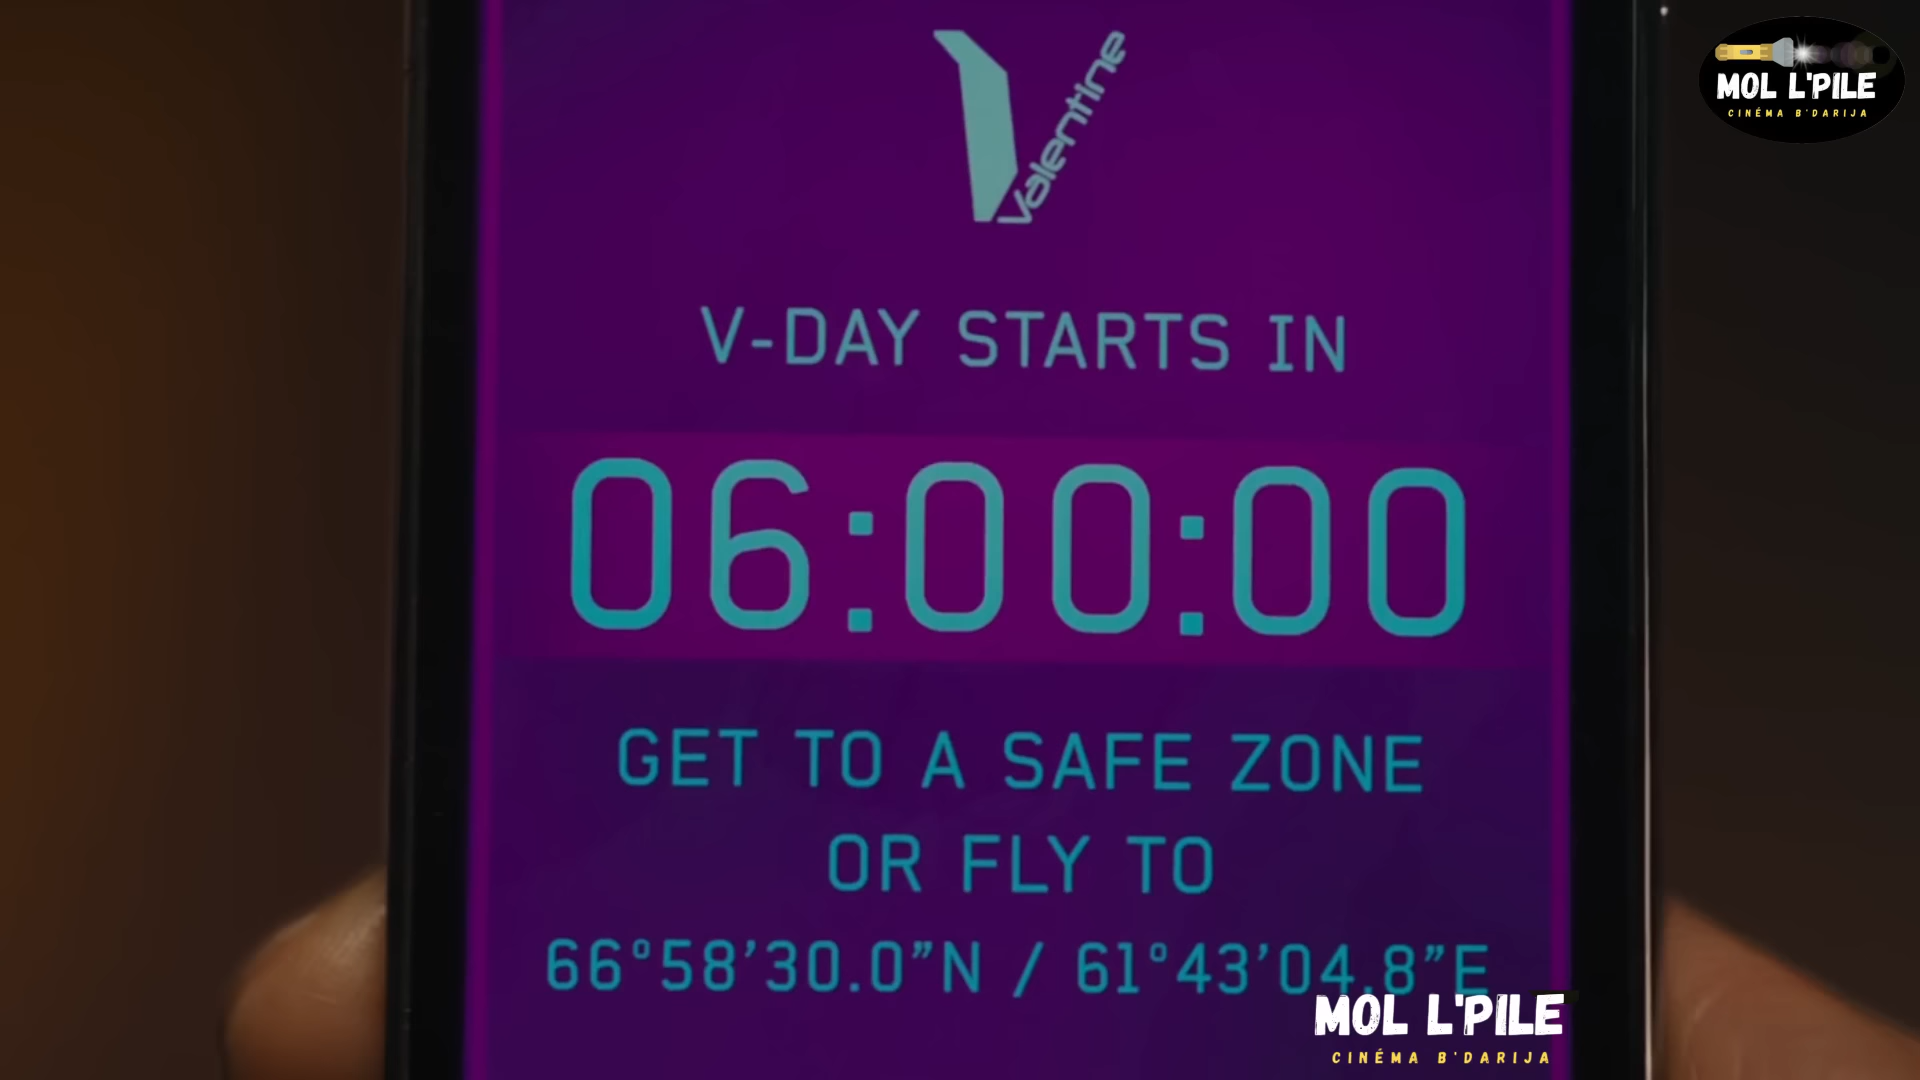 Valentine
MOL L'PILE
CINÉMA B'DARIJA
V-DAY STARTS IN
06:00:00
GET TO A SAFE ZONE
OR FLY TO
66°58’30.0”N / 61°43’04.8”E
MOL L'PILE
CINÉMA B'DARIJA